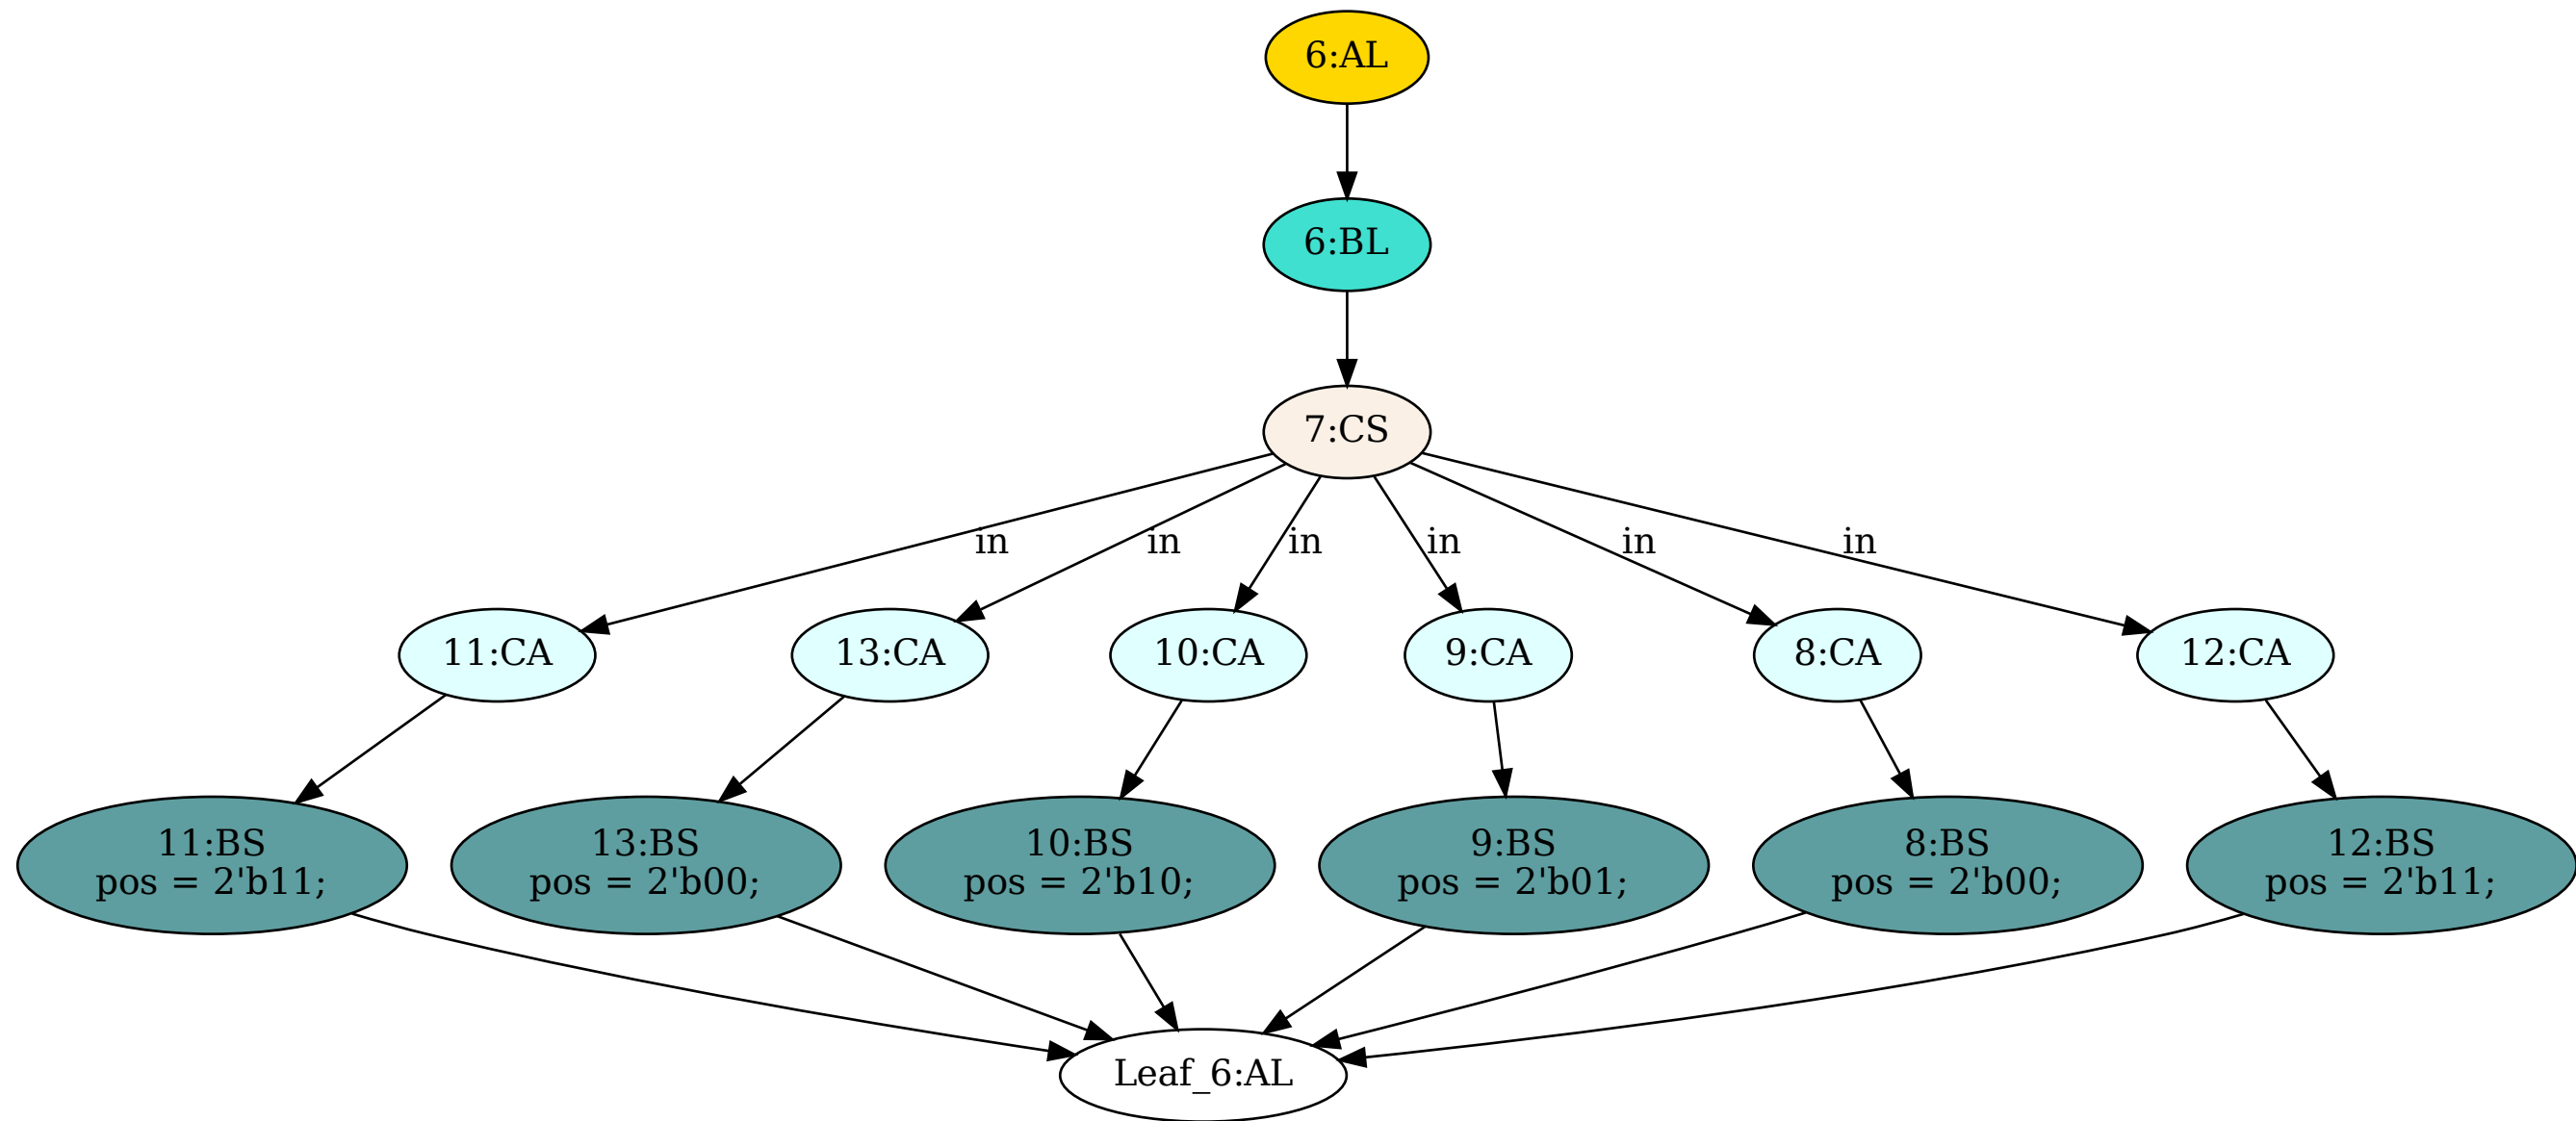 6:AL
6:BL
7:CS
in
in
in
in
in
in
11:CA
13:CA
10:CA
9:CA
8:CA
12:CA
11:BS
pos = 2'b11;
13:BS
pos = 2'b00;
10:BS
pos = 2'b10;
9:BS
pos = 2'b01;
8:BS
pos = 2'b00;
12:BS
pos = 2'b11;
Leaf_6:AL